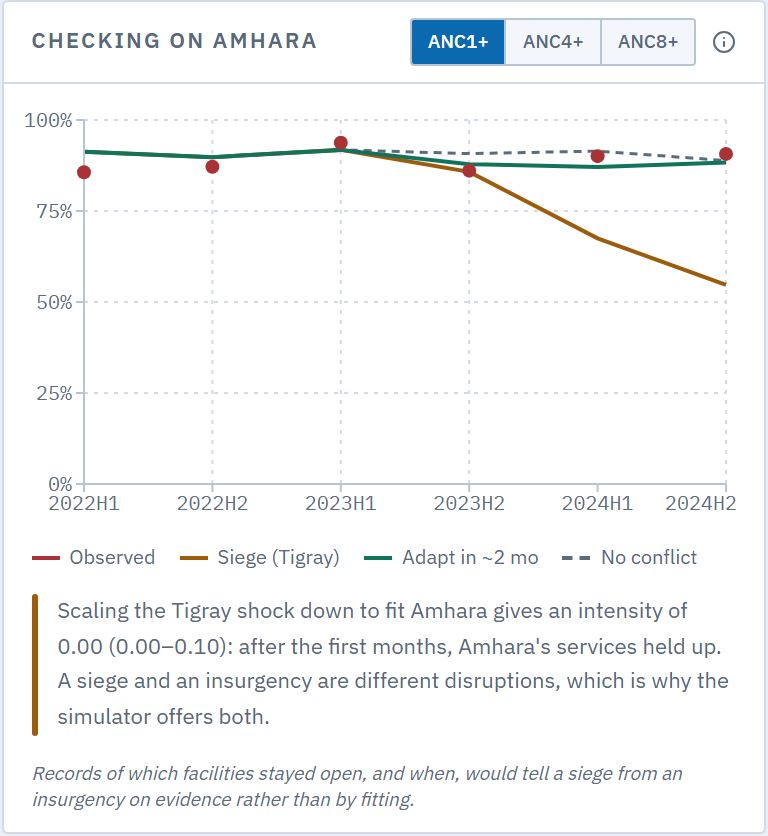 CHECKING ON AMHARA
ANC1+ ANC4+ ANC8+
100%
75%
50%
25%
0%
2022H1 2022H2 2023H1 2023H2 2024H1 2024H2
Observed Siege (Tigray) Adapt in ~2 mo No conflict
Scaling the Tigray shock down to fit Amhara gives an intensity of
0.00 (0.00–0.10): after the first months, Amhara's services held up.
A siege and an insurgency are different disruptions, which is why the
simulator offers both.
Records of which facilities stayed open, and when, would tell a siege from an
insurgency on evidence rather than by fitting.